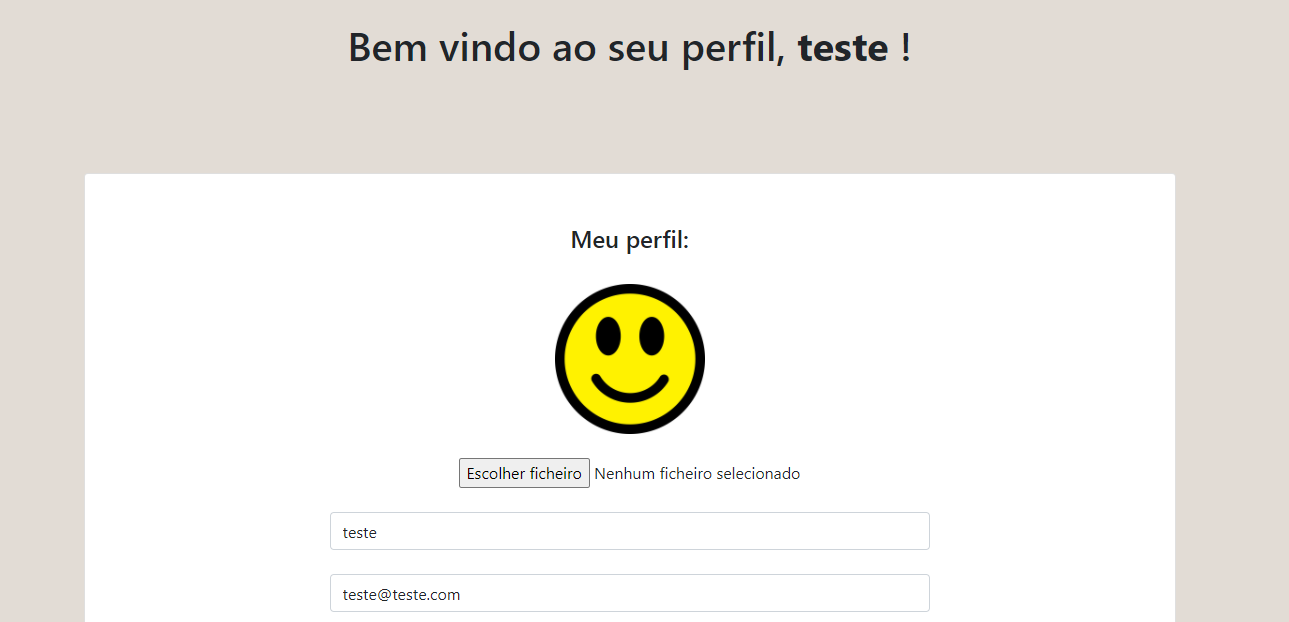 Bem vindo ao seu perfil, teste !
Meu perfil:
Escolher ficheiro Nenhum ficheiro selecionado
teste
teste@teste.com